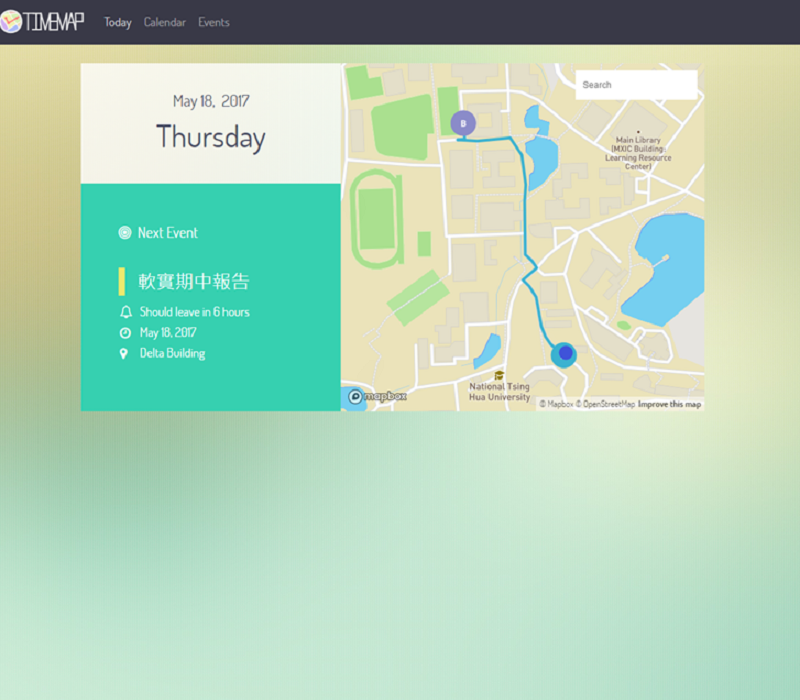 TIMEMAP Today Calendar Events
May 18, 2017
Thursday
Next Event
軟實期中報告
Should leave in 6 hours
May 18, 2017
Delta Building
Search
B
Main Library
(MXIC Building:
Learning Resource
Center)
National Tsing
Hua University
mapbox
© Mapbox © OpenStreetMap Improve this map